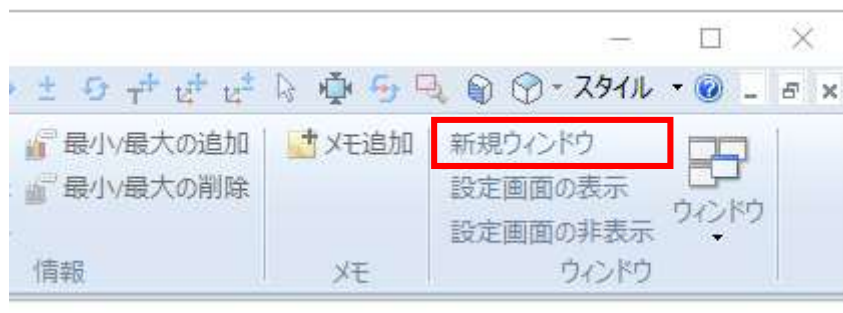 スタイル
最小/最大の追加
最小/最大の削除
情報
メモ追加
メモ
新規ウィンドウ
設定画面の表示
設定画面の非表示
ウィンドウ
ウィンドウ